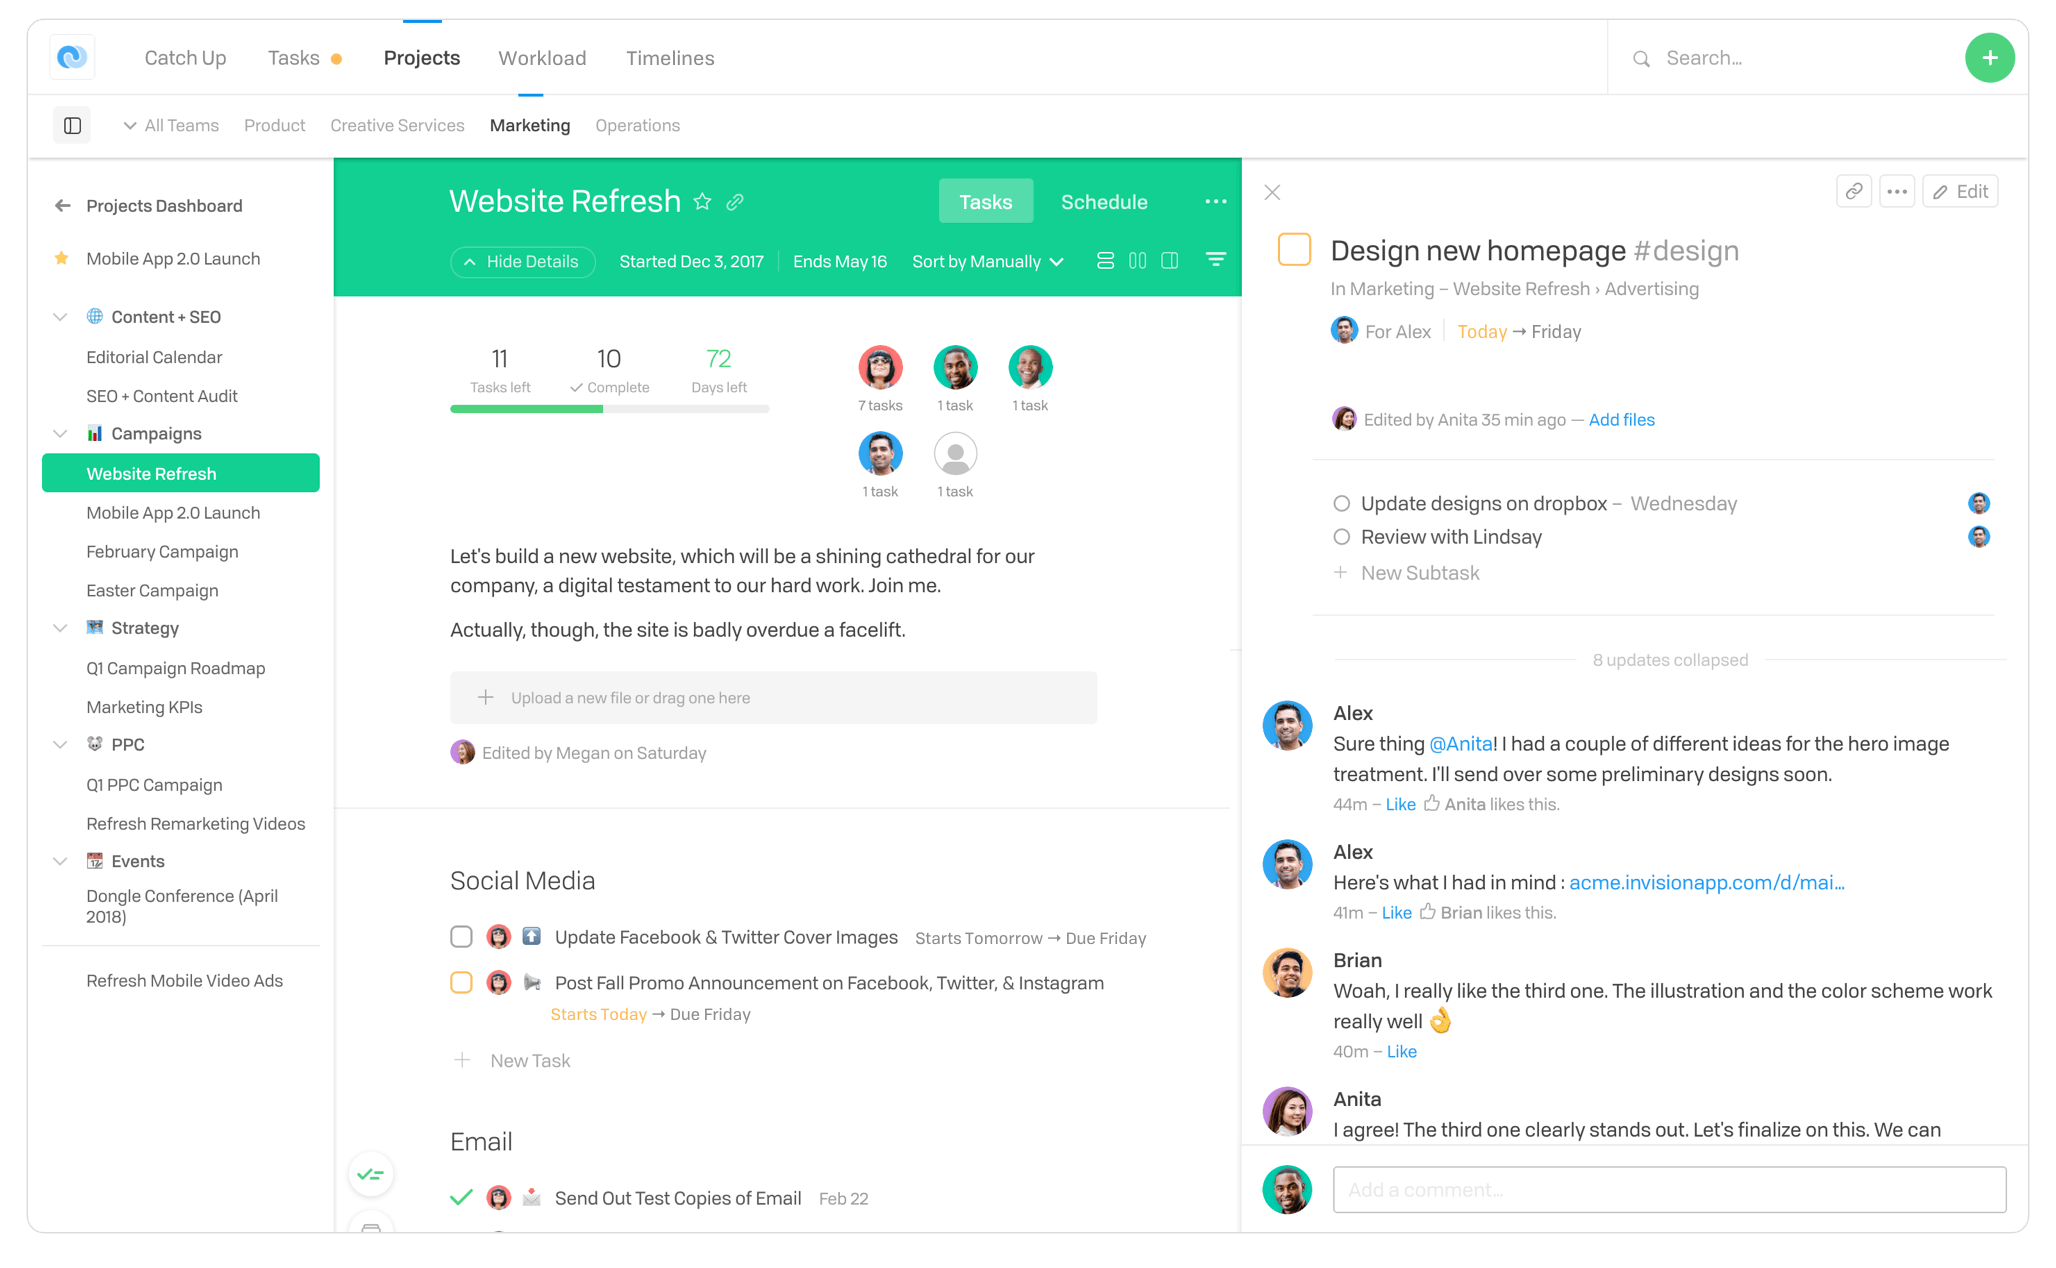 Catch Up
Tasks
Projects
Workload
Timelines
Search...
All Teams
Product
Creative Services
Marketing
Operations
Projects Dashboard
Mobile App 2.0 Launch
Content + SEO
Editorial Calendar
SEO + Content Audit
Campaigns
Website Refresh
Mobile App 2.0 Launch
February Campaign
Easter Campaign
Strategy
Q1 Campaign Roadmap
Marketing KPIs
PPC
Q1 PPC Campaign
Refresh Remarketing Videos
Events
Dongle Conference (April
2018)
Refresh Mobile Video Ads
Website Refresh
Tasks
Schedule
Hide Details
Started Dec 3, 2017
Ends May 16
Sort by Manually
11
Tasks left
10
Complete
72
Days left
7 tasks
1 task
1 task
1 task
1 task
Let's build a new website, which will be a shining cathedral for our
company, a digital testament to our hard work. Join me.
Actually, though, the site is badly overdue a facelift.
Upload a new file or drag one here
Edited by Megan on Saturday
Social Media
Update Facebook & Twitter Cover Images Starts Tomorrow → Due Friday
Post Fall Promo Announcement on Facebook, Twitter, & Instagram
Starts Today → Due Friday
New Task
Email
Send Out Test Copies of Email Feb 22
Edit
Design new homepage #design
In Marketing – Website Refresh › Advertising
For Alex
Today → Friday
Edited by Anita 35 min ago — Add files
Update designs on dropbox – Wednesday
Review with Lindsay
New Subtask
8 updates collapsed
Alex
Sure thing @Anita! I had a couple of different ideas for the hero image
treatment. I'll send over some preliminary designs soon.
44m – Like Anita likes this.
Alex
Here's what I had in mind : acme.invisionapp.com/d/mai...
41m – Like Brian likes this.
Brian
Woah, I really like the third one. The illustration and the color scheme work
really well 👌
40m – Like
Anita
I agree! The third one clearly stands out. Let's finalize on this. We can
Add a comment...